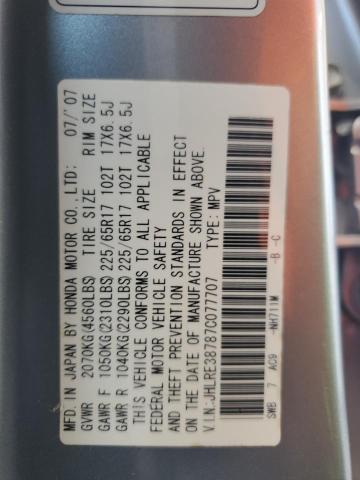 MFD.IN JAPAN BY HONDA MOTOR CO.,LTD: 07/'07
GVWR 2070KG(4560LBS) TIRE SIZE RIM SIZE
GAWR F 1050KG(2310LBS) 225/65R17 102T 17X6.5J
GAWR R 1040KG(2290LBS) 225/65R17 102T 17X6.5J
THIS VEHICLE CONFORMS TO ALL APPLICABLE
FEDERAL MOTOR VEHICLE SAFETY
AND THEFT PREVENTION STANDARDS IN EFFECT
ON THE DATE OF MANUFACTURE SHOWN ABOVE.
V.I.N:JHLRE38787C077707 TYPE: MPV
SWB 7 AC9 -NH711M -B -C